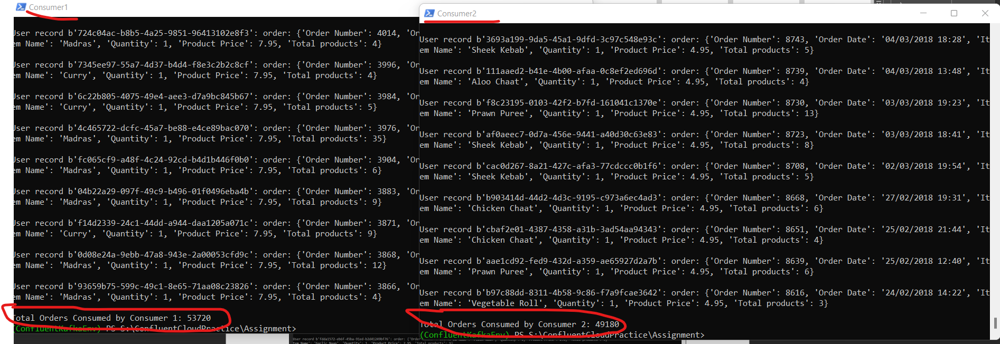 Consumer1
User record b'724c04ac-b8b5-4a25-9851-96413102e8f3': order: {'Order Number': 4014, 'Or
em Name': 'Madras', 'Quantity': 1, 'Product Price': 7.95, 'Total products': 4}
User record b'7345ee97-55a7-4d37-b4d4-f8e3c2b2c8cf': order: {'Order Number': 3996, 'Or
em Name': 'Curry', 'Quantity': 1, 'Product Price': 7.95, 'Total products': 4}
User record b'6c22b805-4075-49e4-aee3-d7a9bc845b67': order: {'Order Number': 3984, 'Or
em Name': 'Curry', 'Quantity': 1, 'Product Price': 7.95, 'Total products': 5}
User record b'4c465722-dcfc-45a7-be88-e4ce89bac070': order: {'Order Number': 3976, 'Or
em Name': 'Madras', 'Quantity': 1, 'Product Price': 7.95, 'Total products': 35}
User record b'fc065cf9-a48f-4c24-92cd-b4d1b446f0b0': order: {'Order Number': 3904, 'Or
em Name': 'Madras', 'Quantity': 1, 'Product Price': 7.95, 'Total products': 6}
User record b'04b22a29-097f-49c9-b496-01f0496eba4b': order: {'Order Number': 3883, 'Or
em Name': 'Madras', 'Quantity': 1, 'Product Price': 7.95, 'Total products': 9}
User record b'f14d2339-24c1-44dd-a944-daa1205a071c': order: {'Order Number': 3871, 'Or
em Name': 'Curry', 'Quantity': 1, 'Product Price': 7.95, 'Total products': 9}
User record b'0d08e24a-9ebb-47a8-943e-2a00053cfd9c': order: {'Order Number': 3868, 'Or
em Name': 'Madras', 'Quantity': 1, 'Product Price': 7.95, 'Total products': 12}
User record b'93659b75-599c-49c1-8e65-71aa08c23826': order: {'Order Number': 3866, 'Or
em Name': 'Madras', 'Quantity': 1, 'Product Price': 7.95, 'Total products': 4}
Total Orders Consumed by Consumer 1: 53720
(ConfluentKafkaEnv) PS S:\ConfluentCloudPractice\Assignment>
Consumer2
User record b'3693a199-9da5-45a1-9dfd-3c97c548e93c': order: {'Order Number': 8743, 'Order Date': '04/03/2018 18:28', 'It
em Name': 'Sheek Kebab', 'Quantity': 1, 'Product Price': 4.95, 'Total products': 5}
User record b'111aaed2-b41e-4b00-afaa-0c8ef2ed696d': order: {'Order Number': 8739, 'Order Date': '04/03/2018 13:48', 'It
em Name': 'Aloo Chaat', 'Quantity': 1, 'Product Price': 4.95, 'Total products': 4}
User record b'f8c23195-0103-42f2-b7fd-161041c1370e': order: {'Order Number': 8730, 'Order Date': '03/03/2018 19:23', 'It
em Name': 'Prawn Puree', 'Quantity': 1, 'Product Price': 4.95, 'Total products': 13}
User record b'af0aeec7-0d7a-456e-9441-a40d30c63e83': order: {'Order Number': 8723, 'Order Date': '03/03/2018 18:41', 'It
em Name': 'Sheek Kebab', 'Quantity': 1, 'Product Price': 4.95, 'Total products': 8}
User record b'cac0d267-8a21-427c-afa3-77cdccc0b1f6': order: {'Order Number': 8708, 'Order Date': '02/03/2018 19:54', 'It
em Name': 'Sheek Kebab', 'Quantity': 1, 'Product Price': 4.95, 'Total products': 5}
User record b'b903414d-44d2-4d3c-9195-c973a6ec4ad3': order: {'Order Number': 8668, 'Order Date': '27/02/2018 19:31', 'It
em Name': 'Chicken Chaat', 'Quantity': 1, 'Product Price': 4.95, 'Total products': 6}
User record b'cbaf2e01-4387-4358-a31b-3ad54aa94343': order: {'Order Number': 8651, 'Order Date': '25/02/2018 21:44', 'It
em Name': 'Chicken Chaat', 'Quantity': 1, 'Product Price': 4.95, 'Total products': 4}
User record b'aae1cd92-fed9-432d-a359-ae65927d2a7b': order: {'Order Number': 8639, 'Order Date': '25/02/2018 12:40', 'It
em Name': 'Prawn Puree', 'Quantity': 1, 'Product Price': 4.95, 'Total products': 6}
User record b'b97c88dd-8311-4b58-9c86-f7a9fcae3642': order: {'Order Number': 8616, 'Order Date': '24/02/2018 14:22', 'It
em Name': 'Vegetable Roll', 'Quantity': 1, 'Product Price': 4.95, 'Total products': 3}
Total Orders Consumed by Consumer 2: 49180
(ConfluentKafkaEnv) PS S:\ConfluentCloudPractice\Assignment>